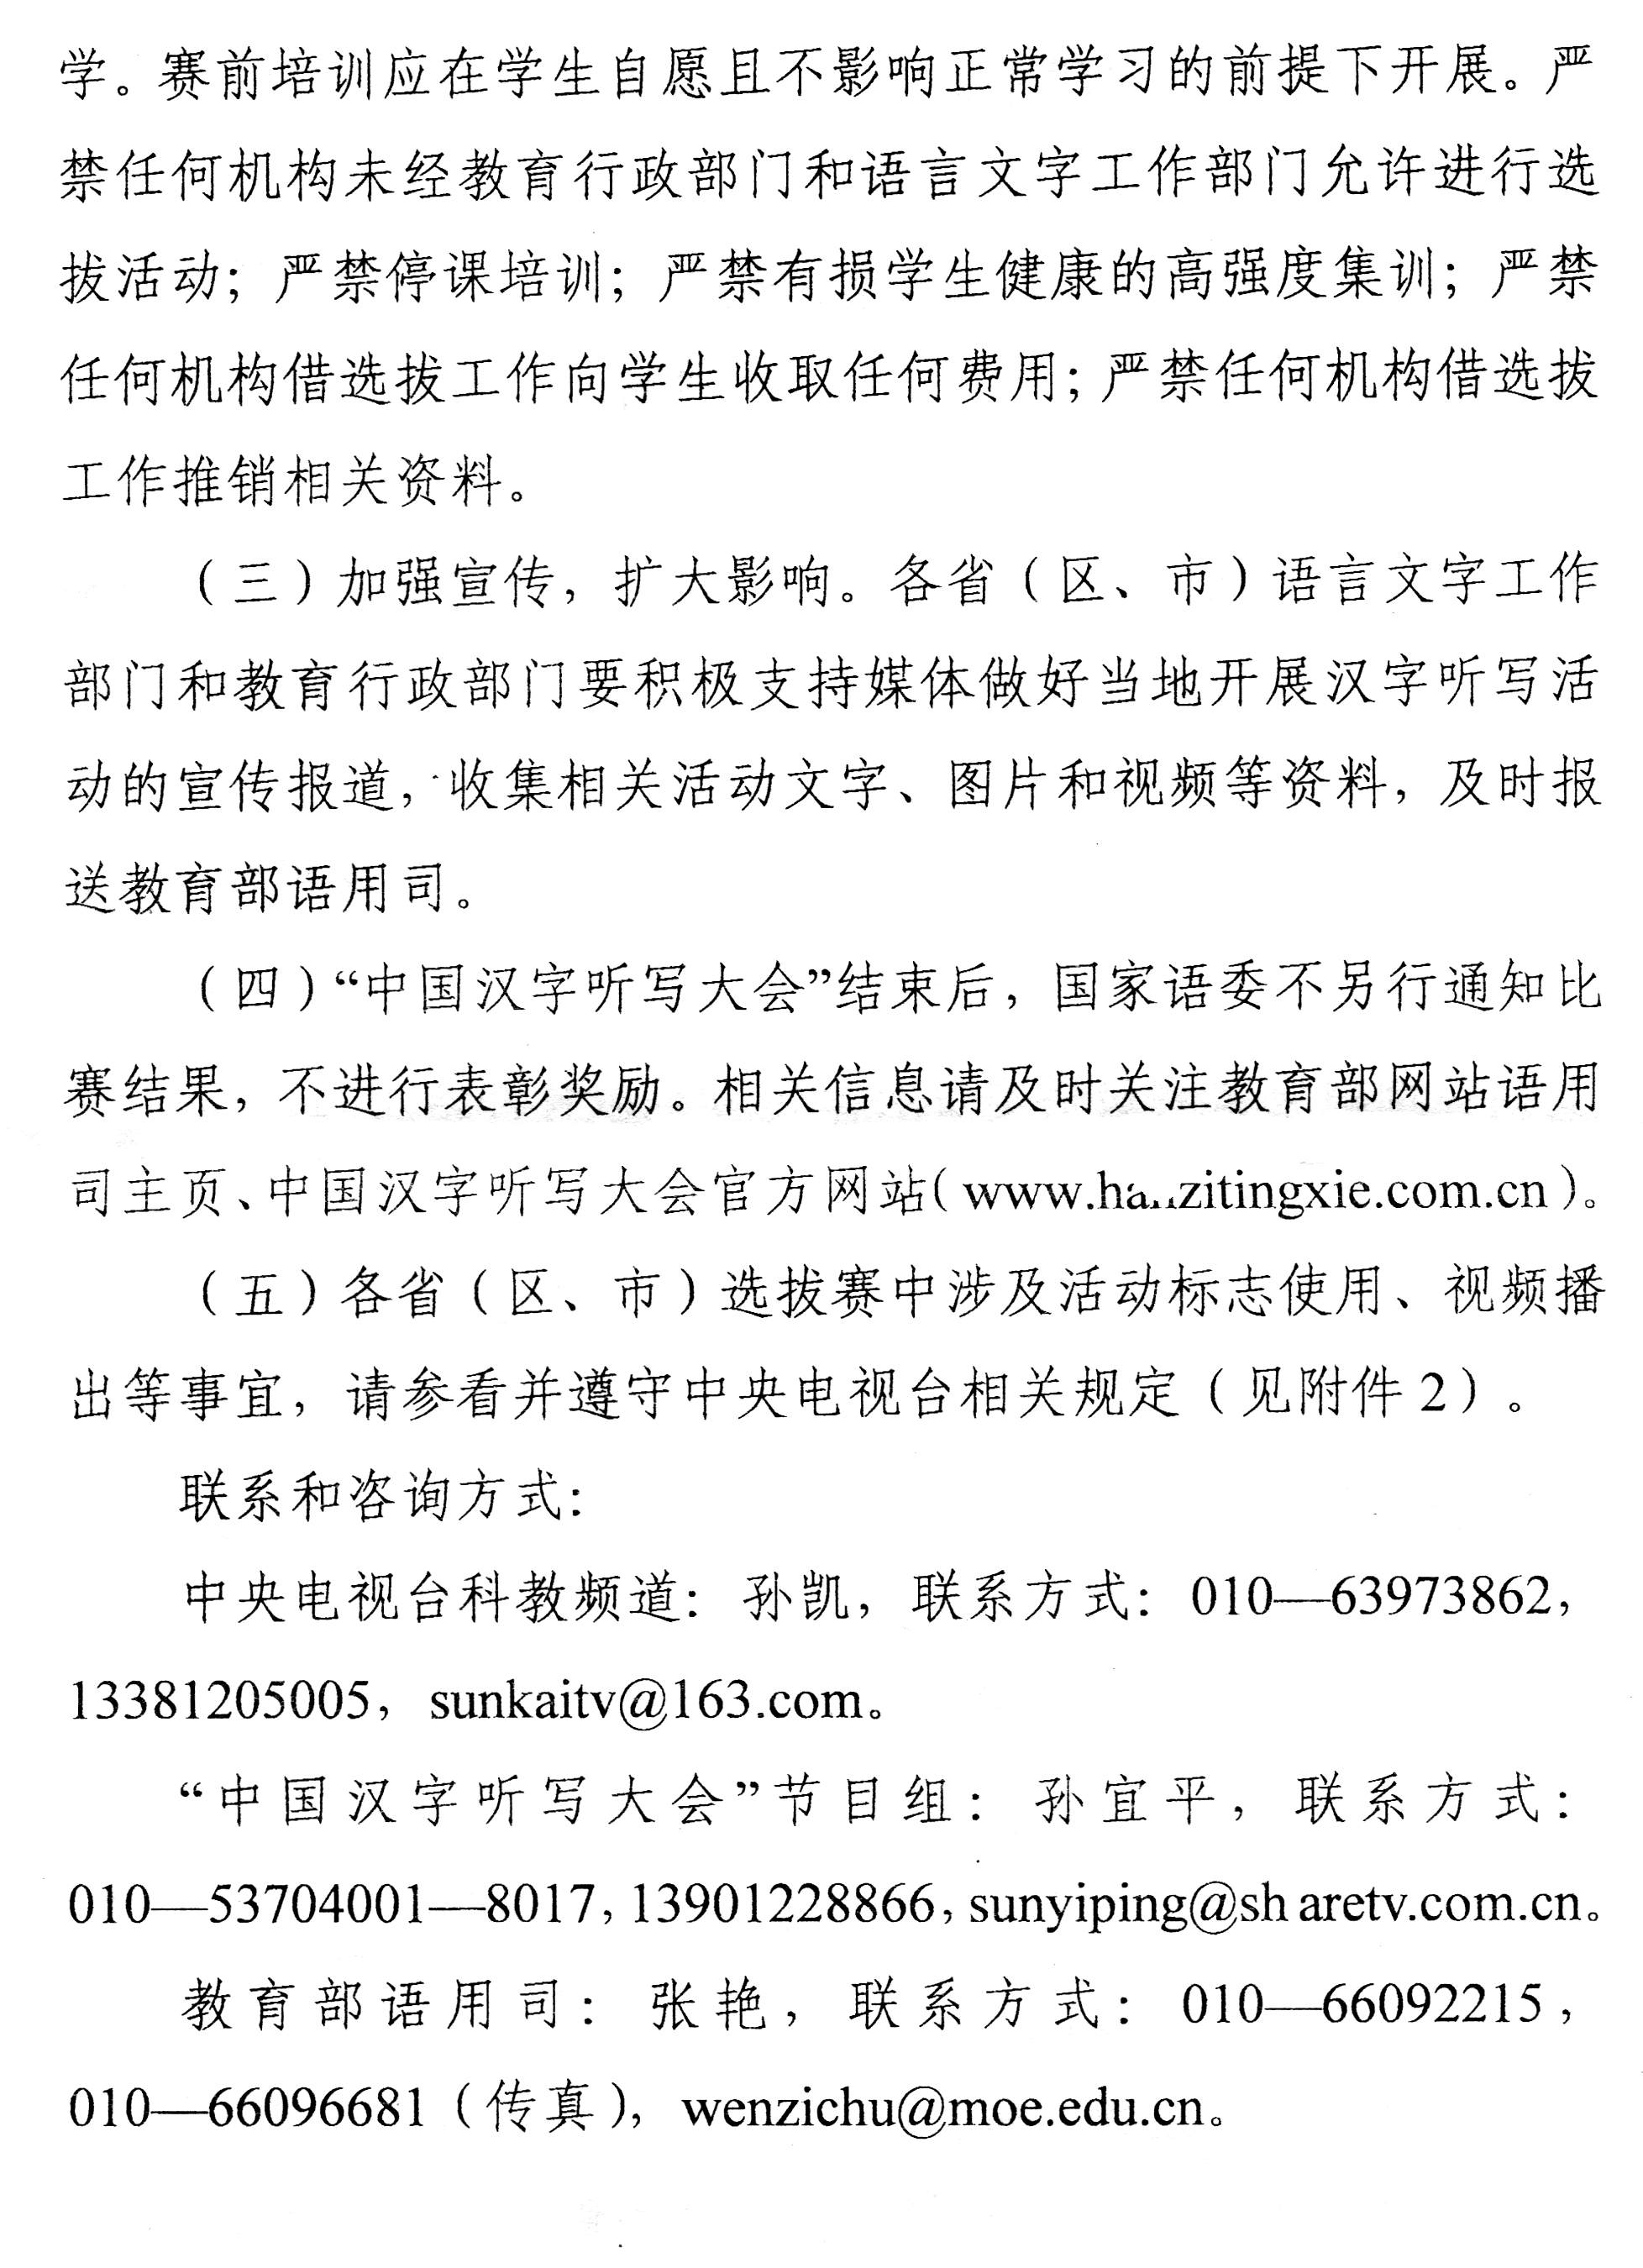 学。赛前培训应在学生自愿且不影响正常学习的前提下开展。严
禁任何机构未经教育行政部门和语言文字工作部门允许进行选
拔活动；严禁停课培训；严禁有损学生健康的高强度集训；严禁
任何机构借选拔工作向学生收取任何费用；严禁任何机构借选拔
工作推销相关资料。
（三）加强宣传，扩大影响。各省（区、市）语言文字工作
部门和教育行政部门要积极支持媒体做好当地开展汉字听写活
动的宣传报道，收集相关活动文字、图片和视频等资料，及时报
送教育部语用司。
（四）“中国汉字听写大会”结束后，国家语委不另行通知比
赛结果，不进行表彰奖励。相关信息请及时关注教育部网站语用
司主页、中国汉字听写大会官方网站（www.hanzitingxie.com.cn）。
（五）各省（区、市）选拔赛中涉及活动标志使用、视频播
出等事宜，请参看并遵守中央电视台相关规定（见附件 2）。
联系和咨询方式：
中央电视台科教频道：孙凯，联系方式：010—63973862，
13381205005，sunkaitv@163.com。
“中国汉字听写大会”节目组：孙宜平，联系方式：
010—53704001—8017，13901228866，sunyiping@sharetv.com.cn。
教育部语用司：张艳，联系方式：010—66092215，
010—66096681（传真），wenzichu@moe.edu.cn。